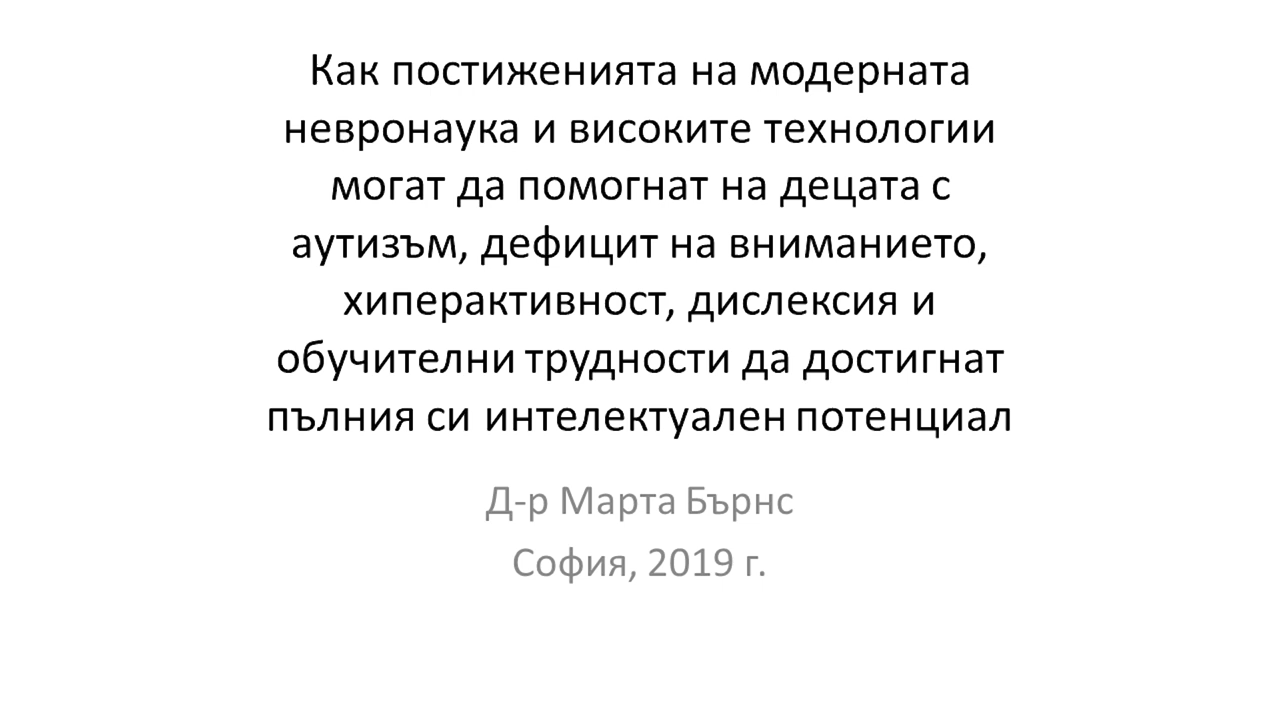 Как постиженията на модерната
невронаука и високите технологии
могат да помогнат на децата с
аутизъм, дефицит на вниманието,
хиперактивност, дислексия и
обучителни трудности да достигнат
пълния си интелектуален потенциал
Д-р Марта Бърнс
София, 2019 г.